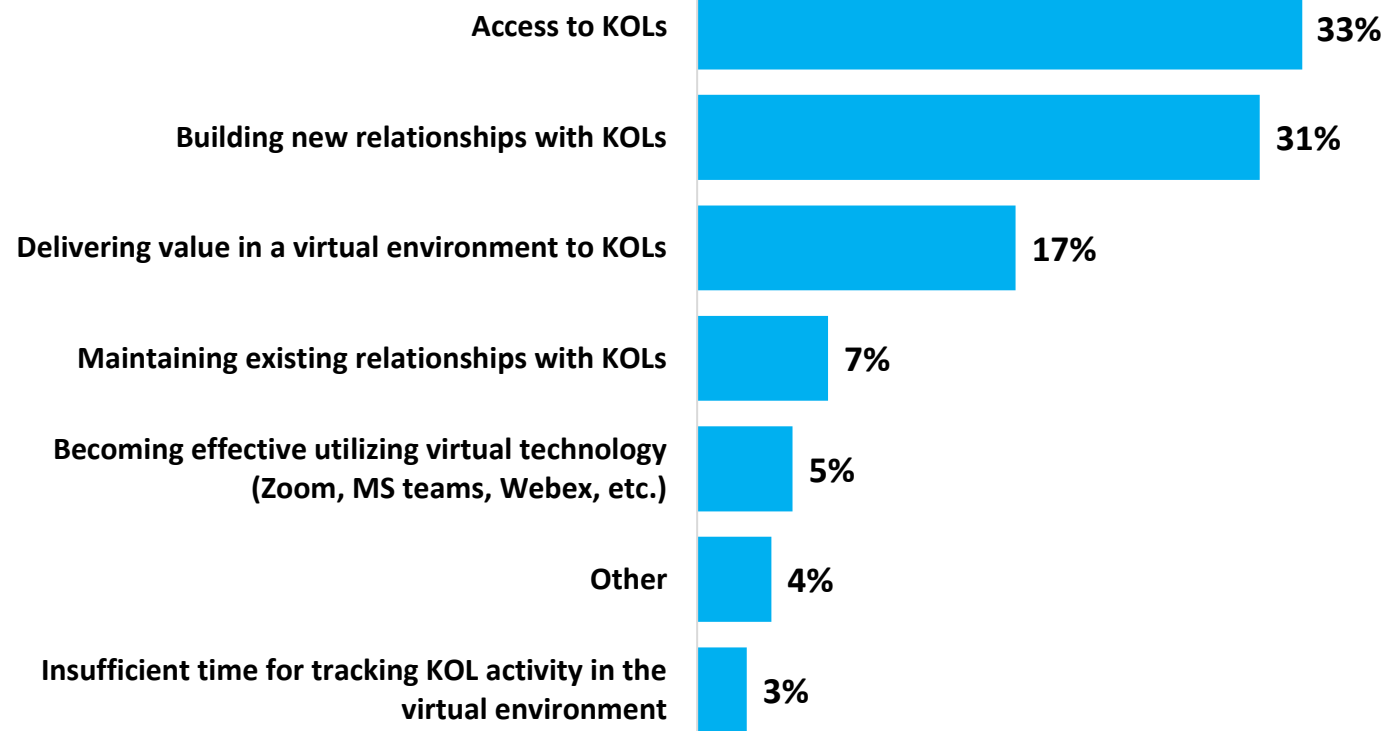 Access to KOLs 33%
Building new relationships with KOLs 31%
Delivering value in a virtual environment to KOLs 17%
Maintaining existing relationships with KOLs 7%
Becoming effective utilizing virtual technology
(Zoom, MS teams, Webex, etc.) 5%
Other 4%
Insufficient time for tracking KOL activity in the
virtual environment 3%